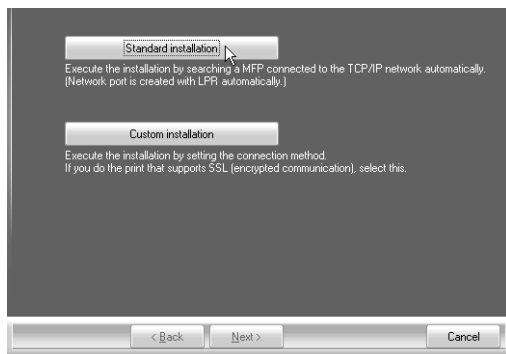 Standard installation
Execute the installation by searching a MFP connected to the TCP/IP network automatically.
(Network port is created with LPR automatically.)
Custom installation
Execute the installation by setting the connection method.
If you do the print that supports SSL (encrypted communication), select this.
< Back Next > Cancel